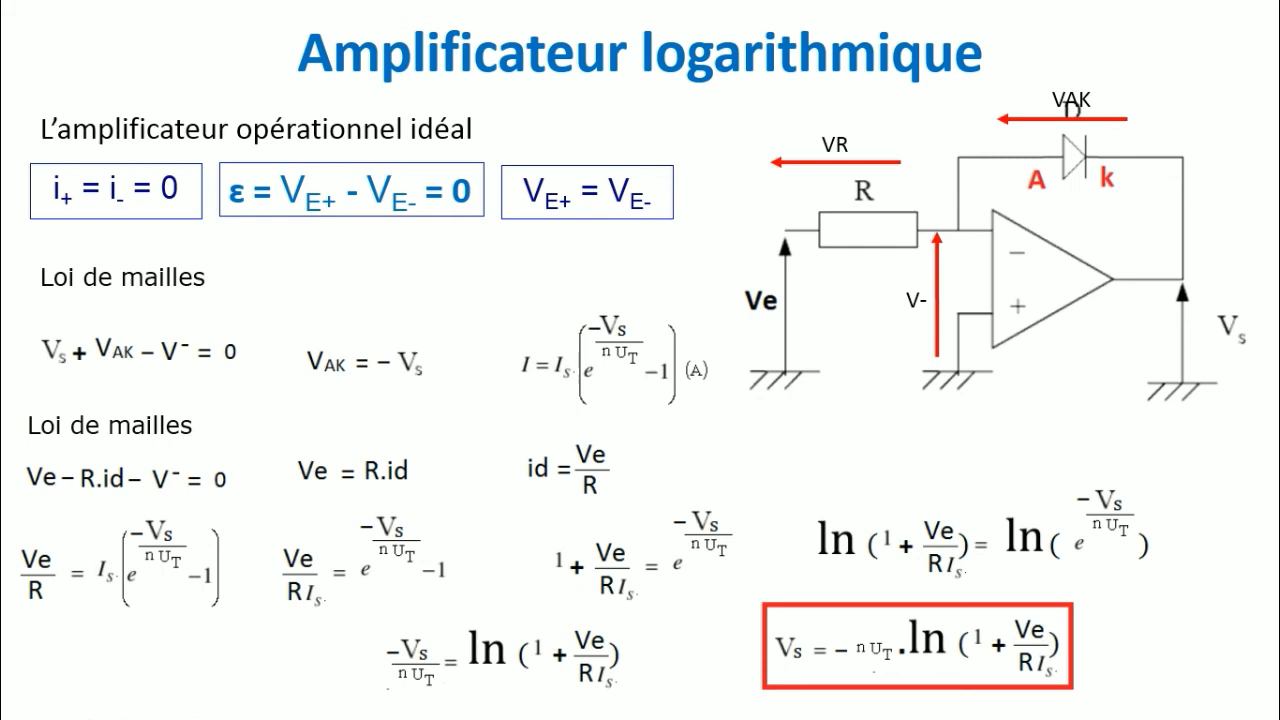 Amplificateur logarithmique
L'amplificateur opérationnel idéal
i+ = i- = 0
ε = VE+ - VE- = 0
VE+ = VE-
VAK
D
VR
R
A
k
Ve
V-
−
+
Vs
Loi de mailles
Vs + VAK – V⁻ = 0
VAK = – Vs
I = Is.(e^(–Vs/nUT) –1) (A)
Loi de mailles
Ve – R.id – V⁻ = 0
Ve = R.id
id = Ve/R
Ve/R = Is.(e^(–Vs/nUT) –1)
Ve/RIs. = e^(–Vs/nUT) –1
1 + Ve/RIs. = e^(–Vs/nUT)
ln (1 + Ve/RIs.) = ln ( e^(–Vs/nUT) )
–Vs/nUT = ln (1 + Ve/RIs.)
Vs = – nUT .ln (1 + Ve/RIs.)